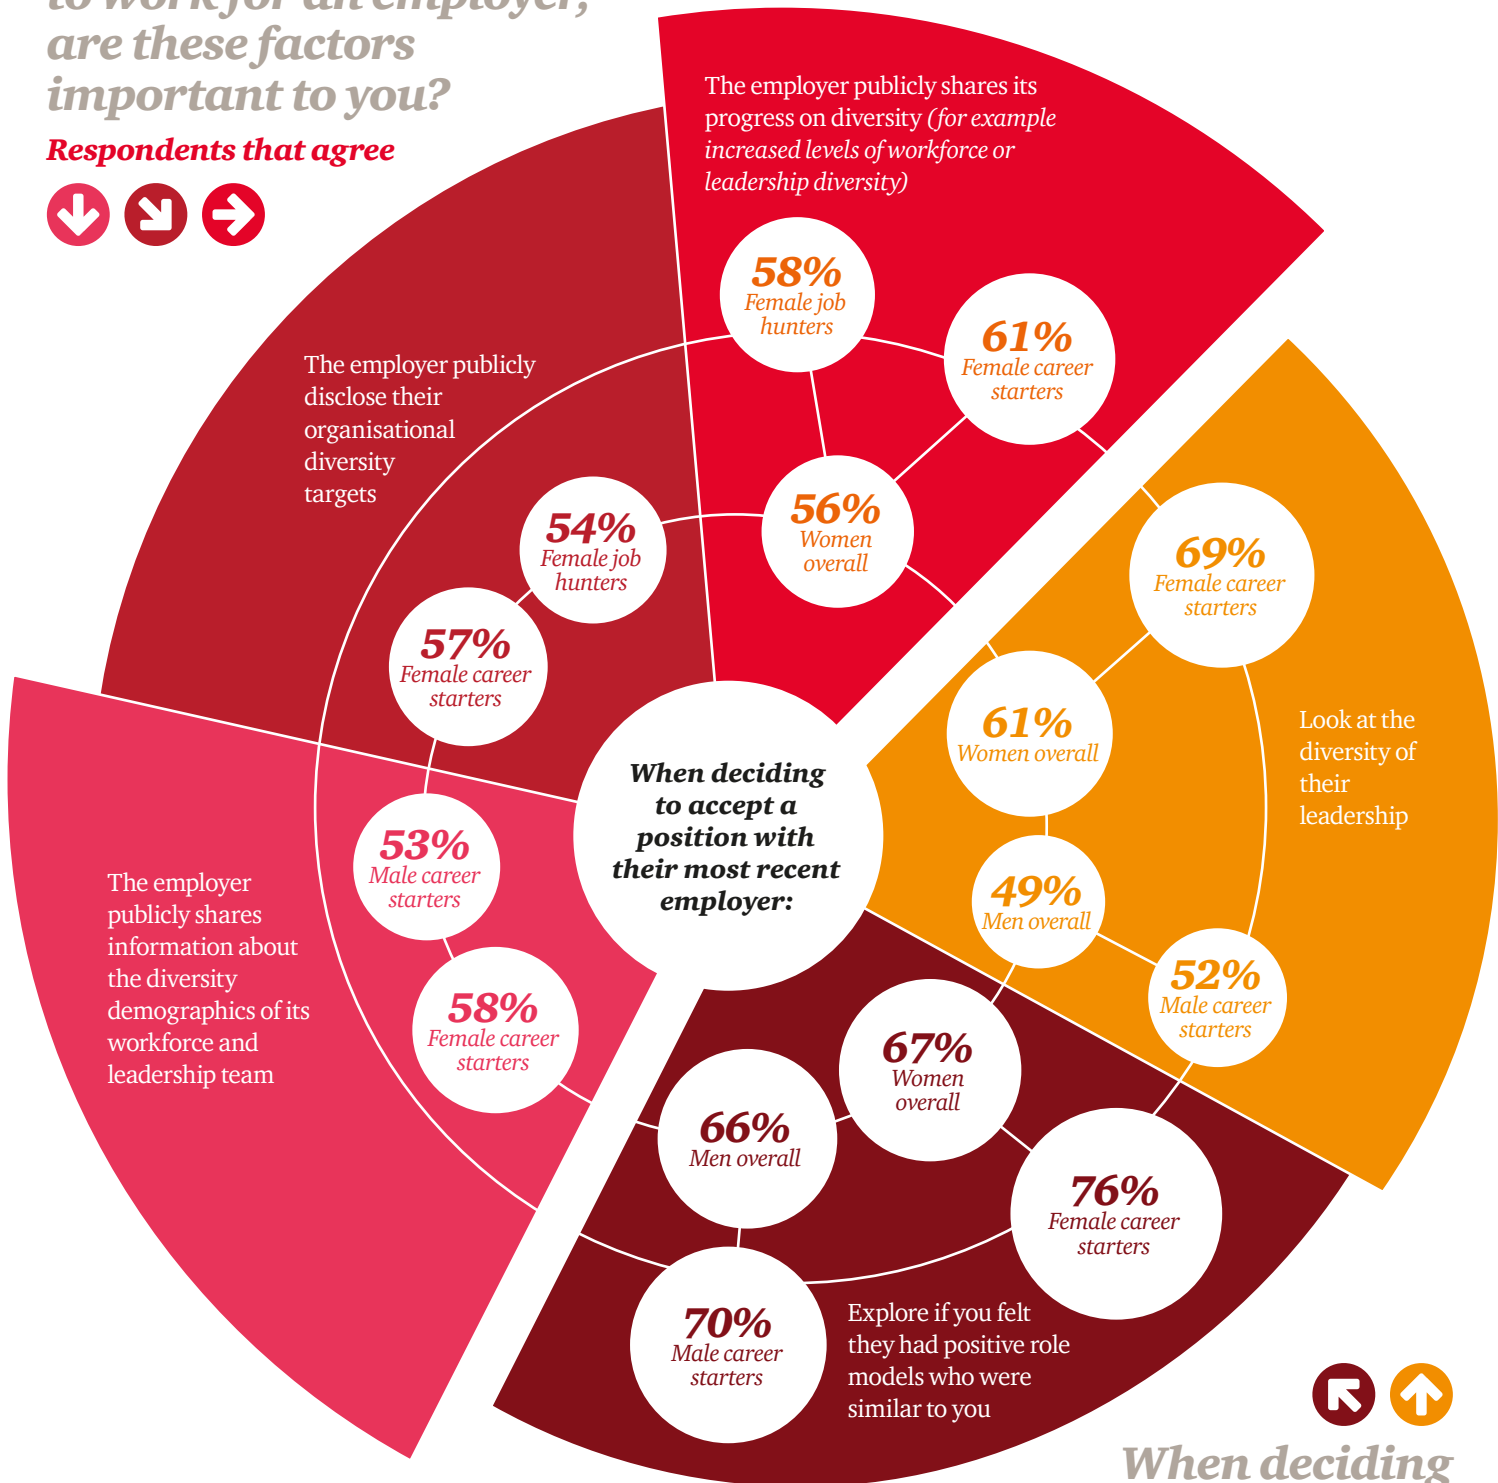 to work for an employer,
are these factors
important to you?
Respondents that agree
The employer publicly shares its
progress on diversity (for example
increased levels of workforce or
leadership diversity)
58%
Female job
hunters
61%
Female career
starters
56%
Women
overall
The employer publicly
disclose their
organisational
diversity
targets
54%
Female job
hunters
57%
Female career
starters
69%
Female career
starters
61%
Women overall
Look at the
diversity of
their
leadership
49%
Men overall
52%
Male career
starters
When deciding
to accept a
position with
their most recent
employer:
The employer
publicly shares
information about
the diversity
demographics of its
workforce and
leadership team
53%
Male career
starters
58%
Female career
starters
67%
Women
overall
66%
Men overall
76%
Female career
starters
70%
Male career
starters
Explore if you felt
they had positive role
models who were
similar to you
When deciding